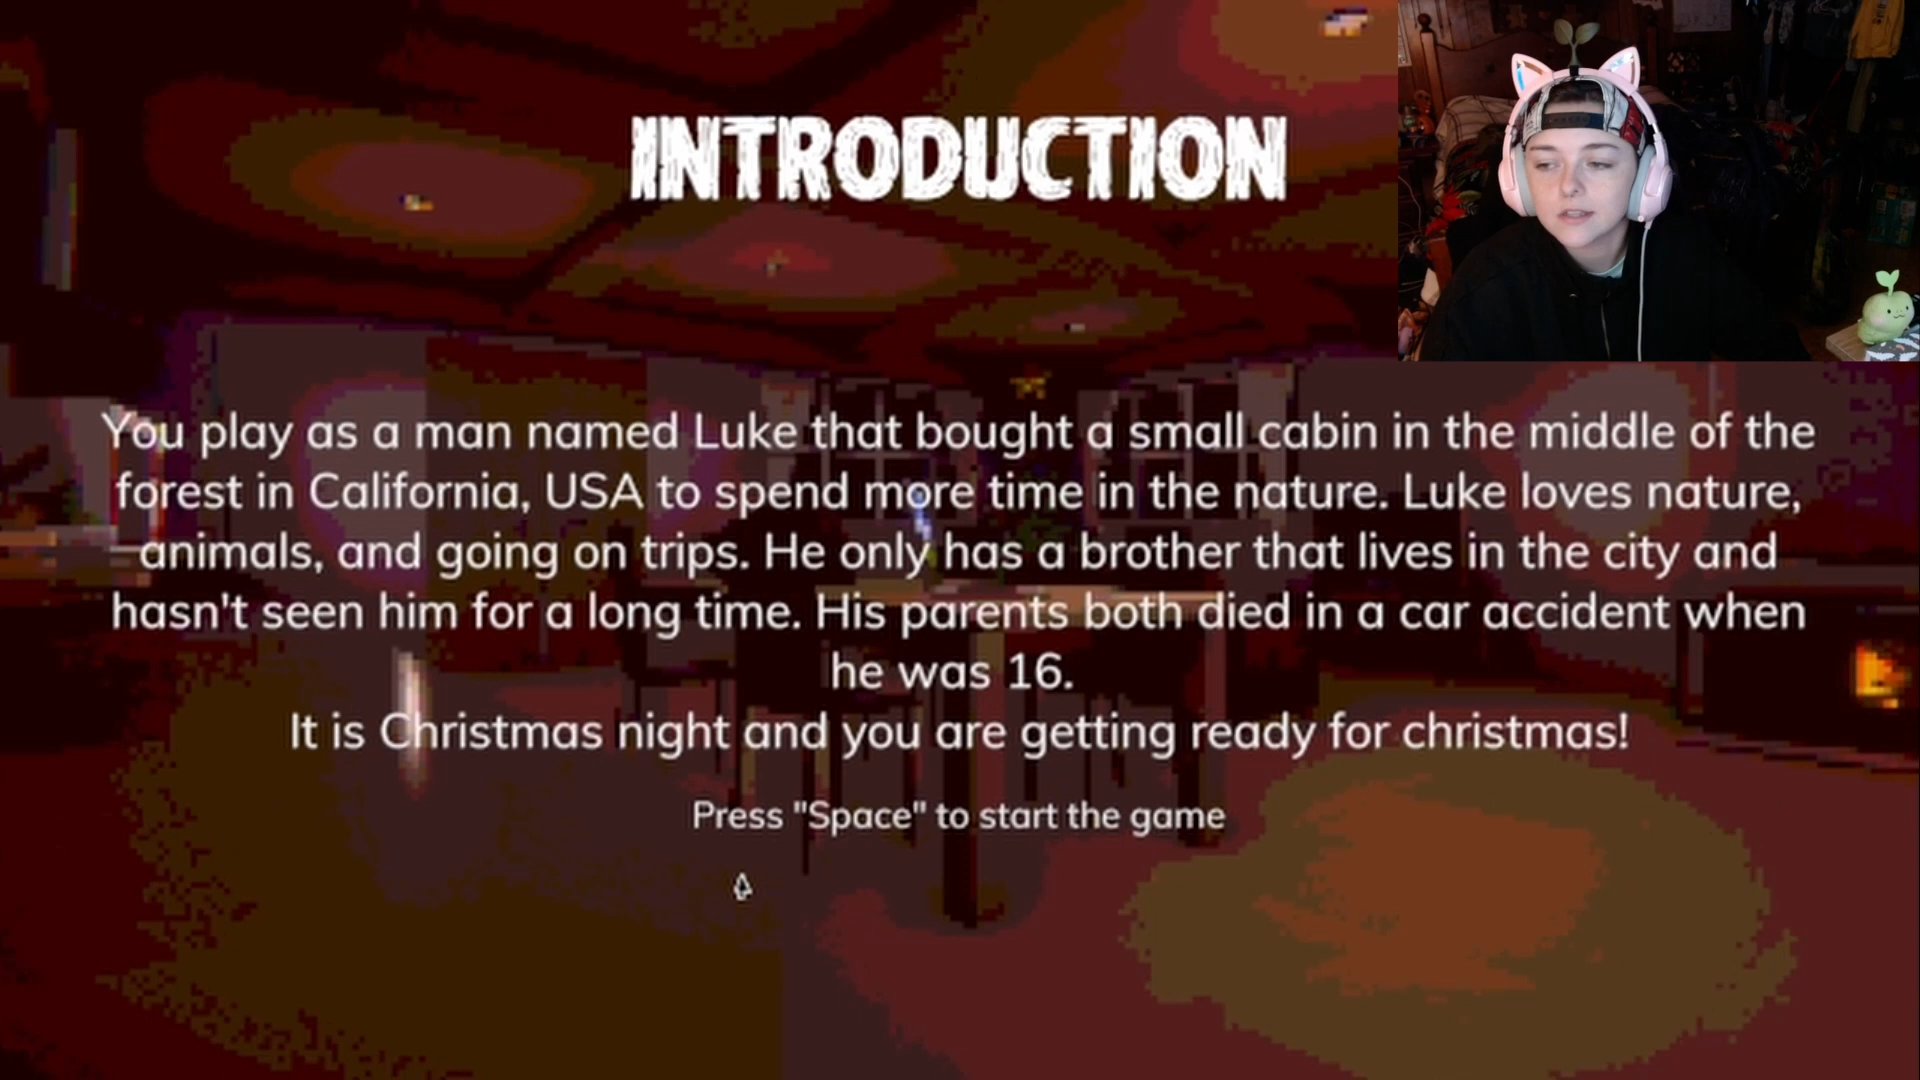 INTRODUCTION
You play as a man named Luke that bought a small cabin in the middle of the
forest in California, USA to spend more time in the nature. Luke loves nature,
animals, and going on trips. He only has a brother that lives in the city and
hasn't seen him for a long time. His parents both died in a car accident when
he was 16.
It is Christmas night and you are getting ready for christmas!
Press "Space" to start the game